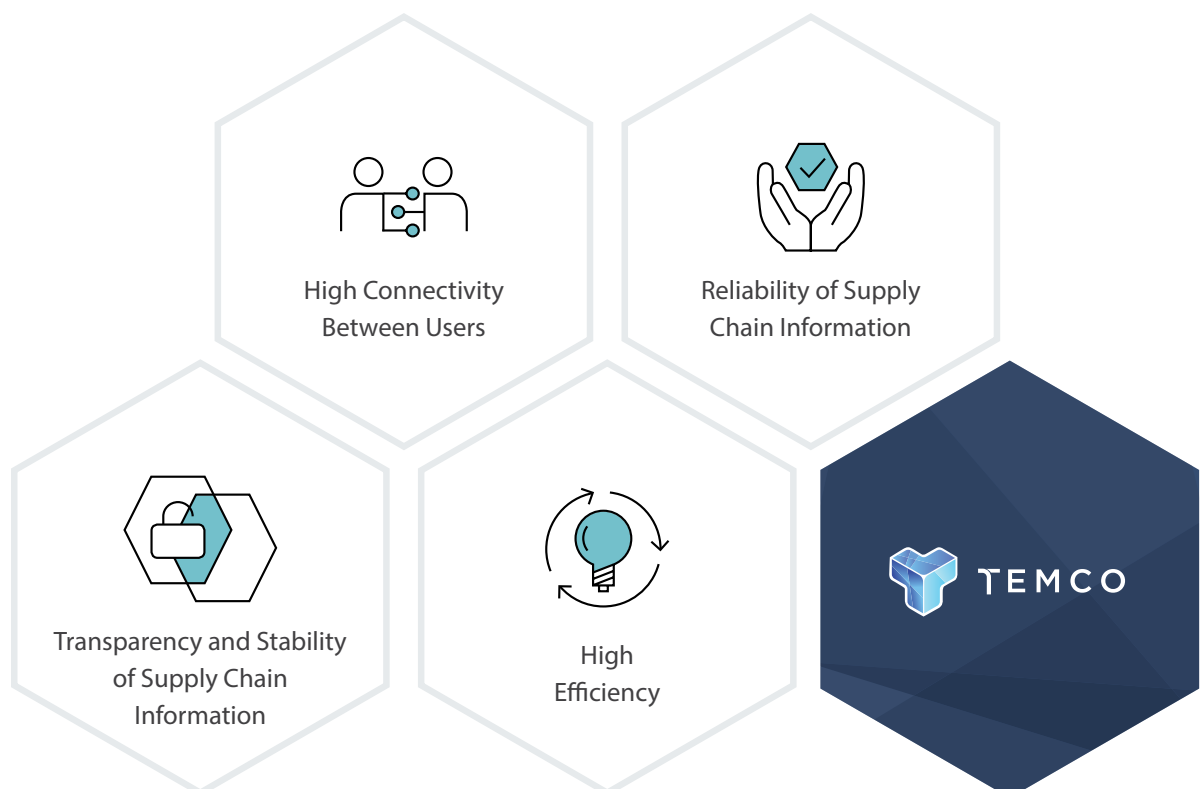 High Connectivity
Between Users
Reliability of Supply
Chain Information
Transparency and Stability
of Supply Chain
Information
High
Efficiency
TEMCO